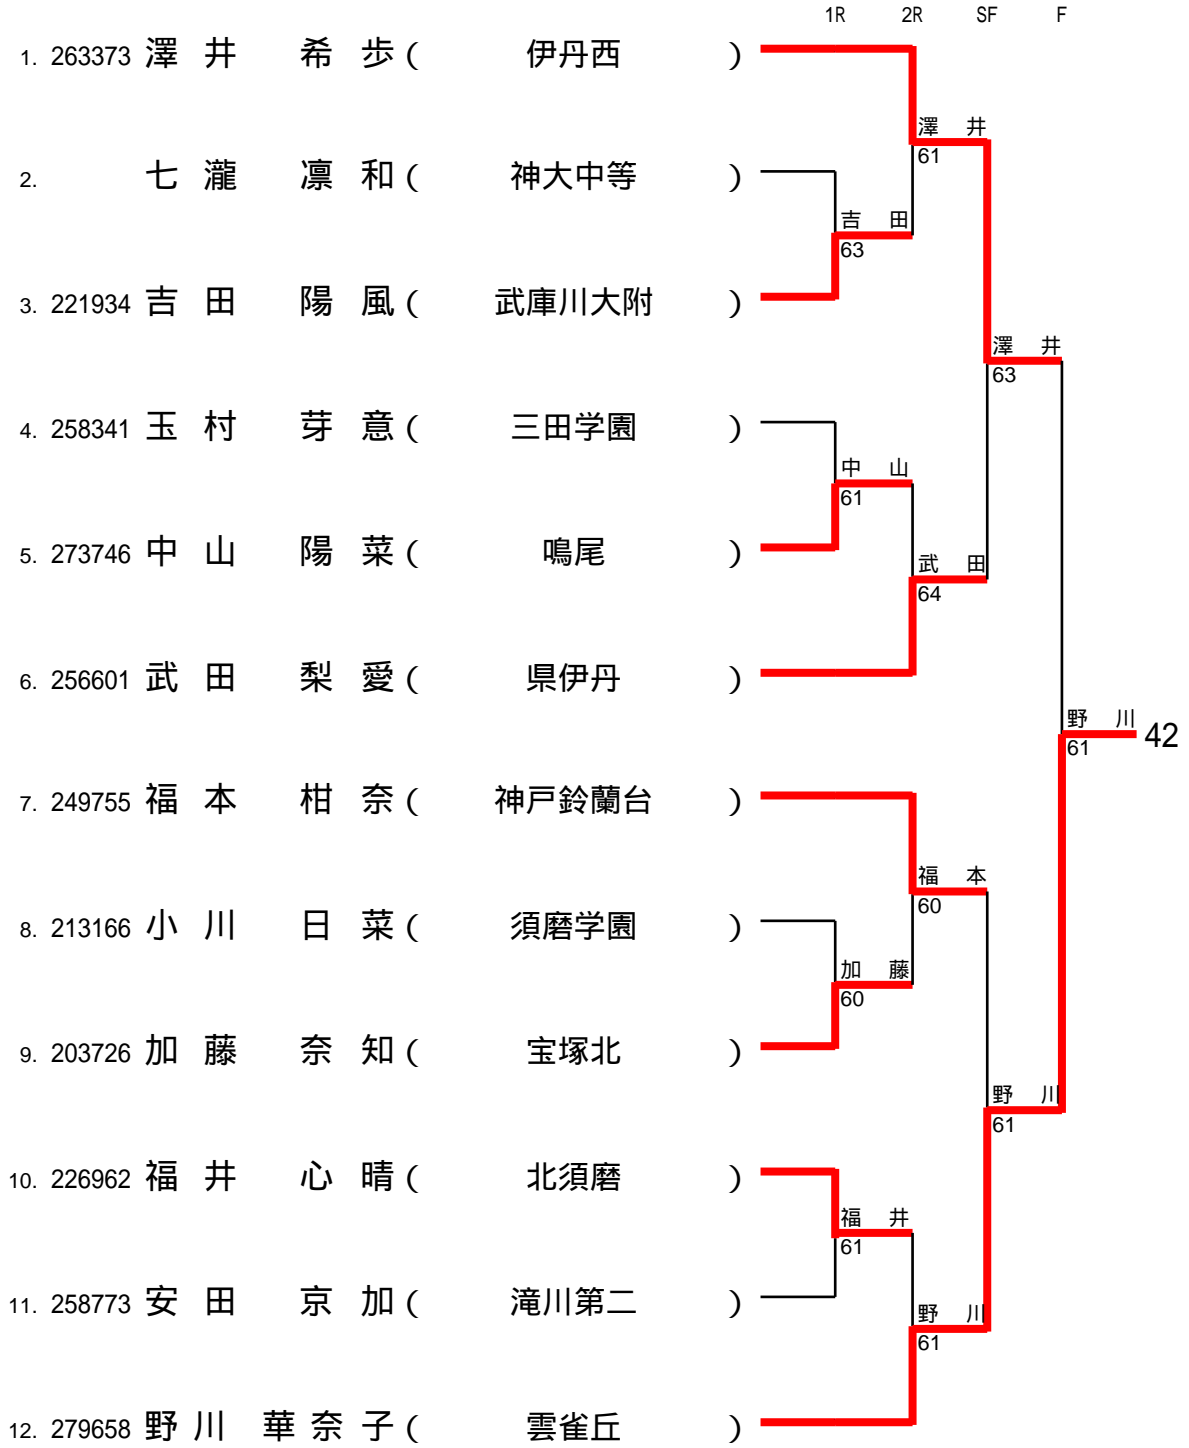 1R 2R SF F
1. 263373 澤井 希歩 ( 伊丹西 )
澤井
61
2. 七瀧 凛和 ( 神大中等 )
吉田
63
3. 221934 吉田 陽風 ( 武庫川大附 )
澤井
63
4. 258341 玉村 芽意 ( 三田学園 )
中山
61
5. 273746 中山 陽菜 ( 鳴尾 )
武田
64
6. 256601 武田 梨愛 ( 県伊丹 )
野川 42
61
7. 249755 福本 柑奈 ( 神戸鈴蘭台 )
福本
60
8. 213166 小川 日菜 ( 須磨学園 )
加藤
60
9. 203726 加藤 奈知 ( 宝塚北 )
野川
61
10. 226962 福井 心晴 ( 北須磨 )
福井
61
11. 258773 安田 京加 ( 滝川第二 )
野川
61
12. 279658 野川 華奈子 ( 雲雀丘 )